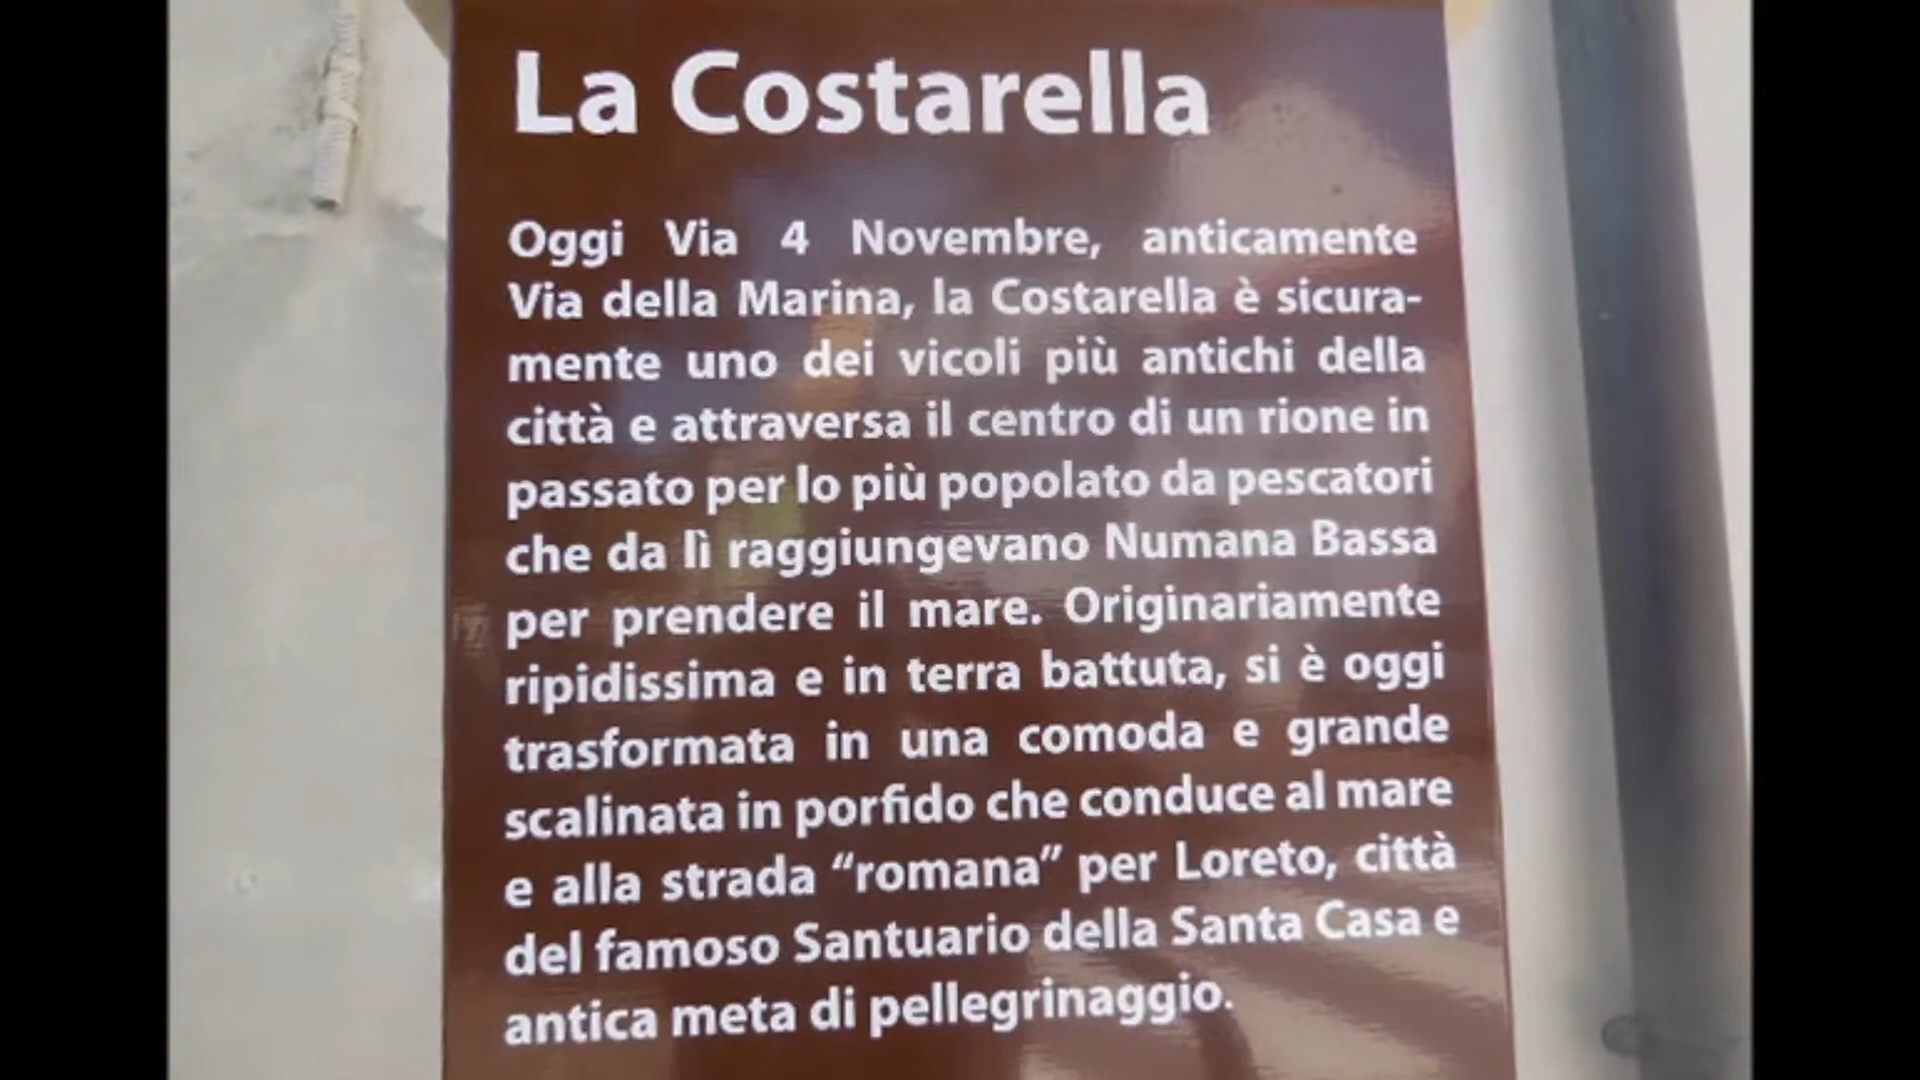 La Costarella
Oggi Via 4 Novembre, anticamente
Via della Marina, la Costarella è sicura-
mente uno dei vicoli più antichi della
città e attraversa il centro di un rione in
passato per lo più popolato da pescatori
che da lì raggiungevano Numana Bassa
per prendere il mare. Originariamente
ripidissima e in terra battuta, si è oggi
trasformata in una comoda e grande
scalinata in porfido che conduce al mare
e alla strada “romana” per Loreto, città
del famoso Santuario della Santa Casa e
antica meta di pellegrinaggio.